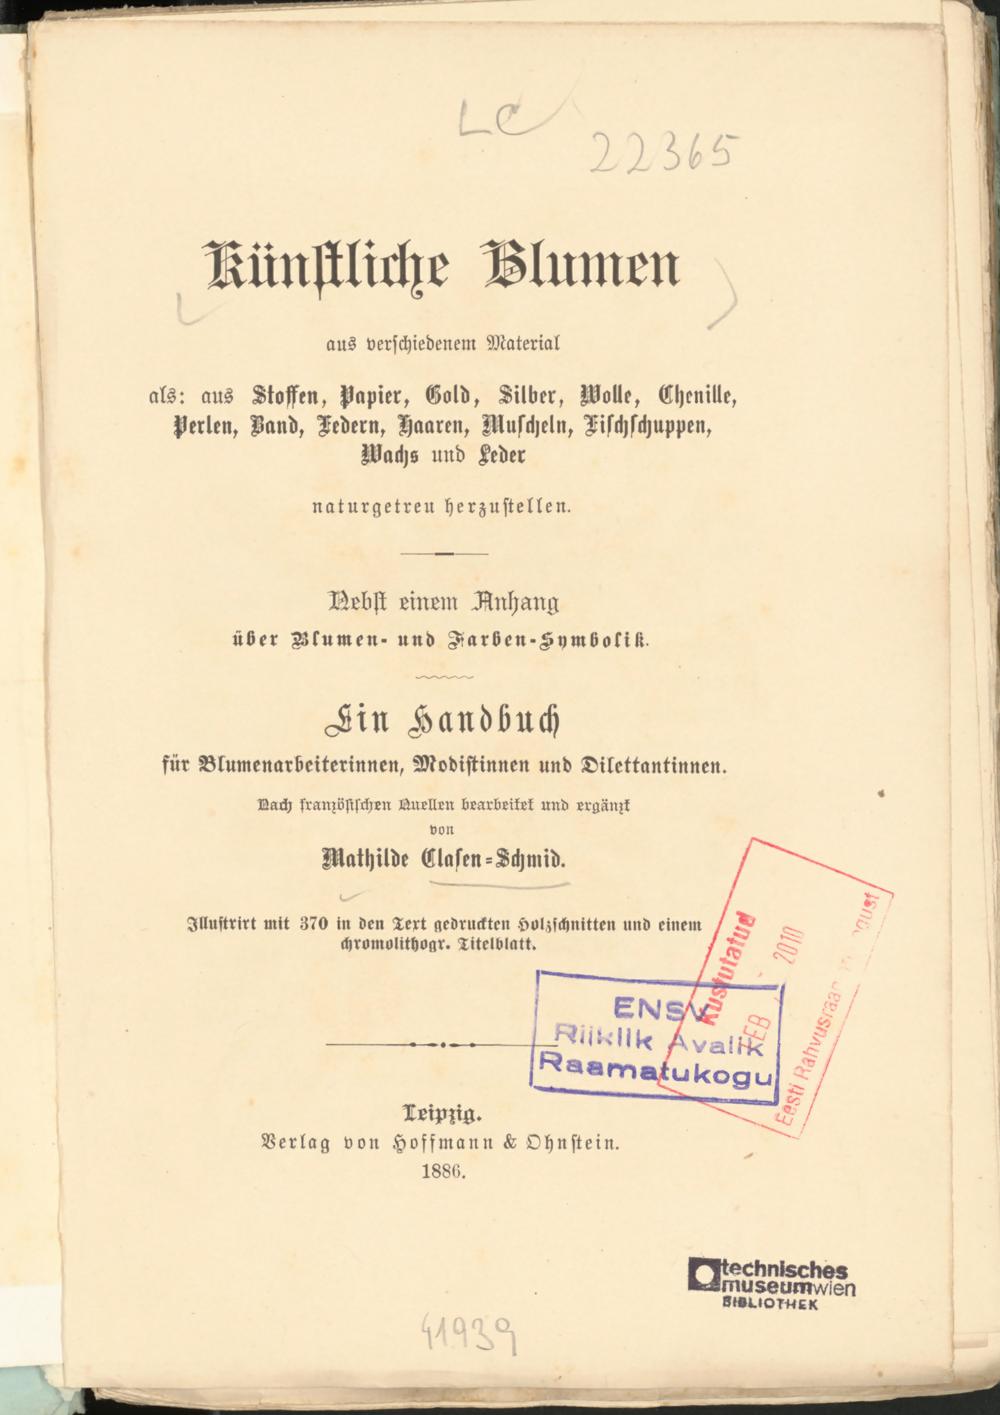 LC
22365
Künstliche Blumen
aus verschiedenem Material
als: aus Stoffen, Papier, Gold, Silber, Wolle, Chenille,
Perlen, Band, Federn, Haaren, Muscheln, Fischschuppen,
Wachs und Leder
naturgetreu herzustellen.
Nebst einem Anhang
über Blumen- und Farben-Symbolik.
Ein Handbuch
für Blumenarbeiterinnen, Modistinnen und Dilettantinnen.
Nach französischen Quellen bearbeitet und ergänzt
von
Mathilde Clasen-Schmid.
Illustrirt mit 370 in den Text gedruckten Holzschnitten und einem
chromolithogr. Titelblatt.
Kustutatud
FEB 2010
Eesti Rahvusraa
ENSV
Riiklik Avalik
Raamatukogu
Leipzig.
Verlag von Hoffmann & Ohnstein.
1886.
technisches
museumwien
BIBLIOTHEK
41939